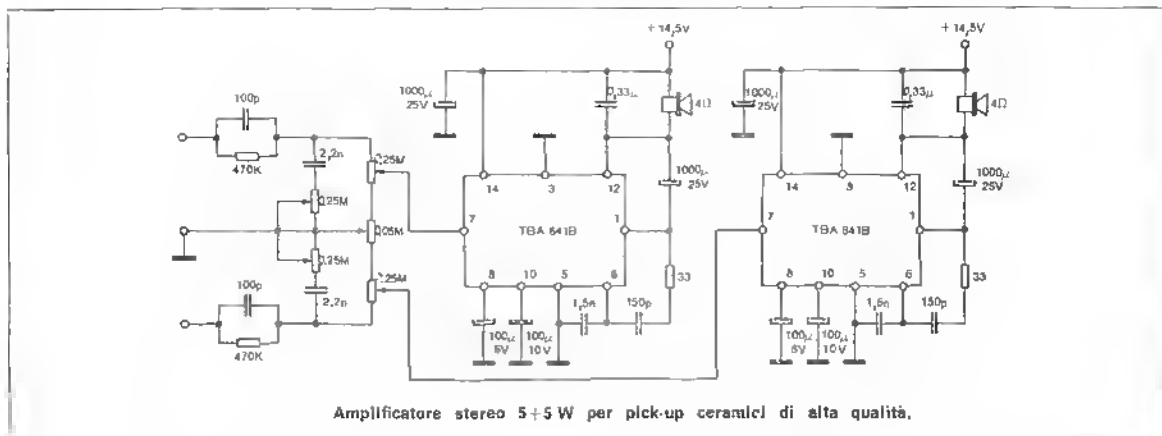 + 14,5V
+ 14,5V
1000µ
25V
0,33µ
4Ω
1000µ
25V
0,33µ
4Ω
100p
470K
2,2n
0,25M
0,25M
0,05M
0,25M
0,25M
2,2n
100p
470K
1000µ
25V
1000µ
25V
14
3
12
7
TBA 641B
1
8
10
5
6
33
1,5n
150p
100µ
6V
100µ
10V
14
12
7
TBA 641B
1
8
10
5
6
33
150p
100µ
6V
100µ
10V
Amplificatore stereo 5+5 W per pick-up ceramici di alta qualità.